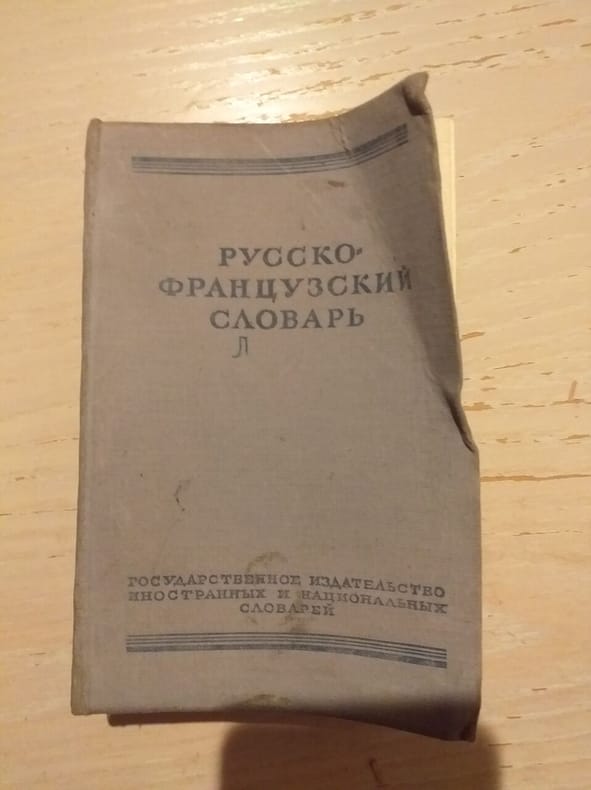 РУССКО-
ФРАНЦУЗСКИЙ
СЛОВАРЬ
Л
ГОСУДАРСТВЕННОЕ ИЗДАТЕЛЬСТВО
ИНОСТРАННЫХ И НАЦИОНАЛЬНЫХ
СЛОВАРЕЙ